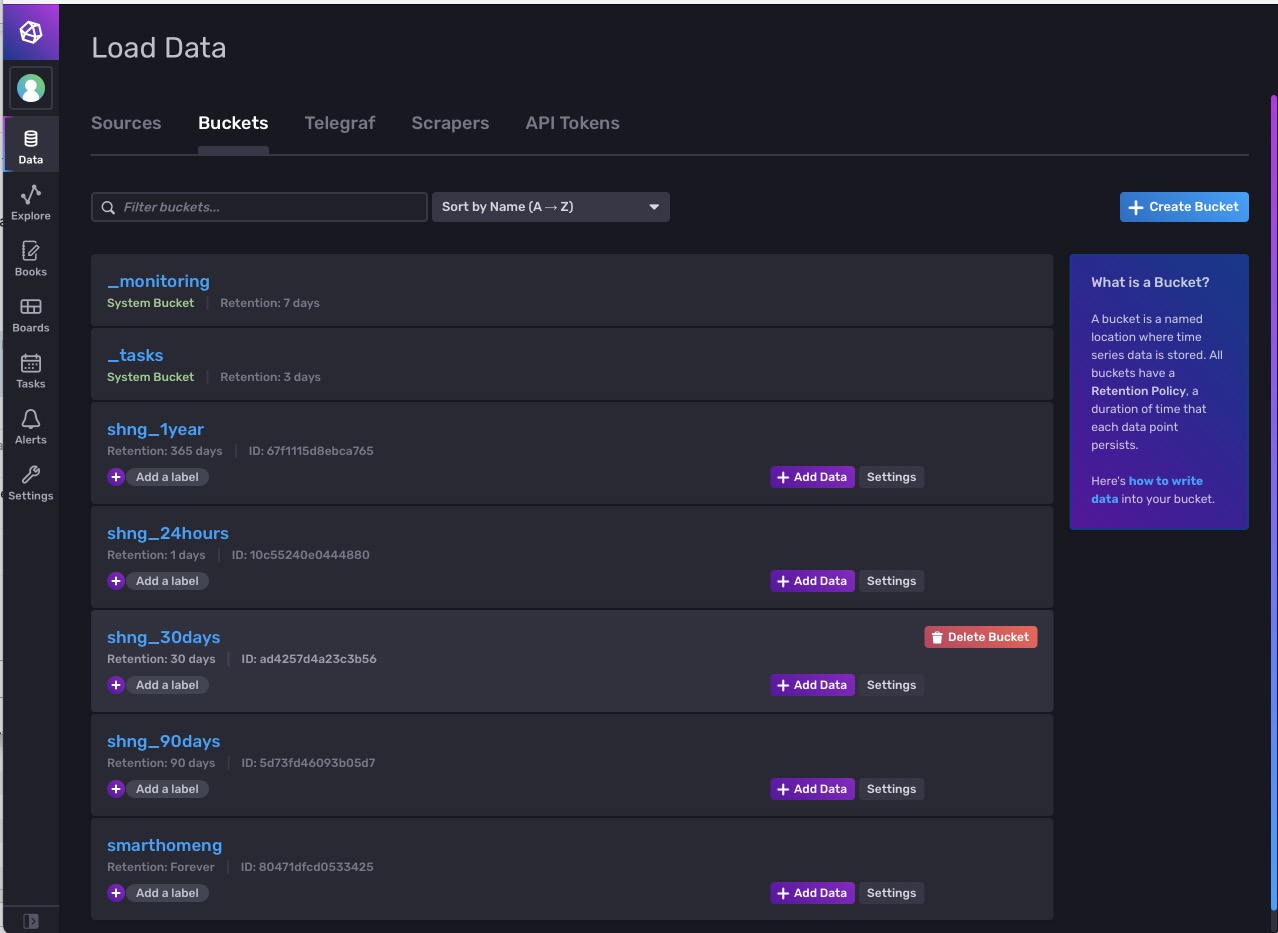 Load Data
Sources Buckets Telegraf Scrapers API Tokens
Data
Explore
Books
Boards
Tasks
Alerts
Settings
Filter buckets...
Sort by Name (A → Z)
+ Create Bucket
_monitoring
System Bucket Retention: 7 days
_tasks
System Bucket Retention: 3 days
shng_1year
Retention: 365 days ID: 67f1115d8ebca765
+ Add a label
+ Add Data Settings
shng_24hours
Retention: 1 days ID: 10c55240e0444880
+ Add a label
+ Add Data Settings
shng_30days
Delete Bucket
Retention: 30 days ID: ad4257d4a23c3b56
+ Add a label
+ Add Data Settings
shng_90days
Retention: 90 days ID: 5d73fd46093b05d7
+ Add a label
+ Add Data Settings
smarthomeng
Retention: Forever ID: 80471dfcd0533425
+ Add a label
+ Add Data Settings
What is a Bucket?
A bucket is a named
location where time
series data is stored. All
buckets have a
Retention Policy, a
duration of time that
each data point
persists.
Here's how to write
data into your bucket.